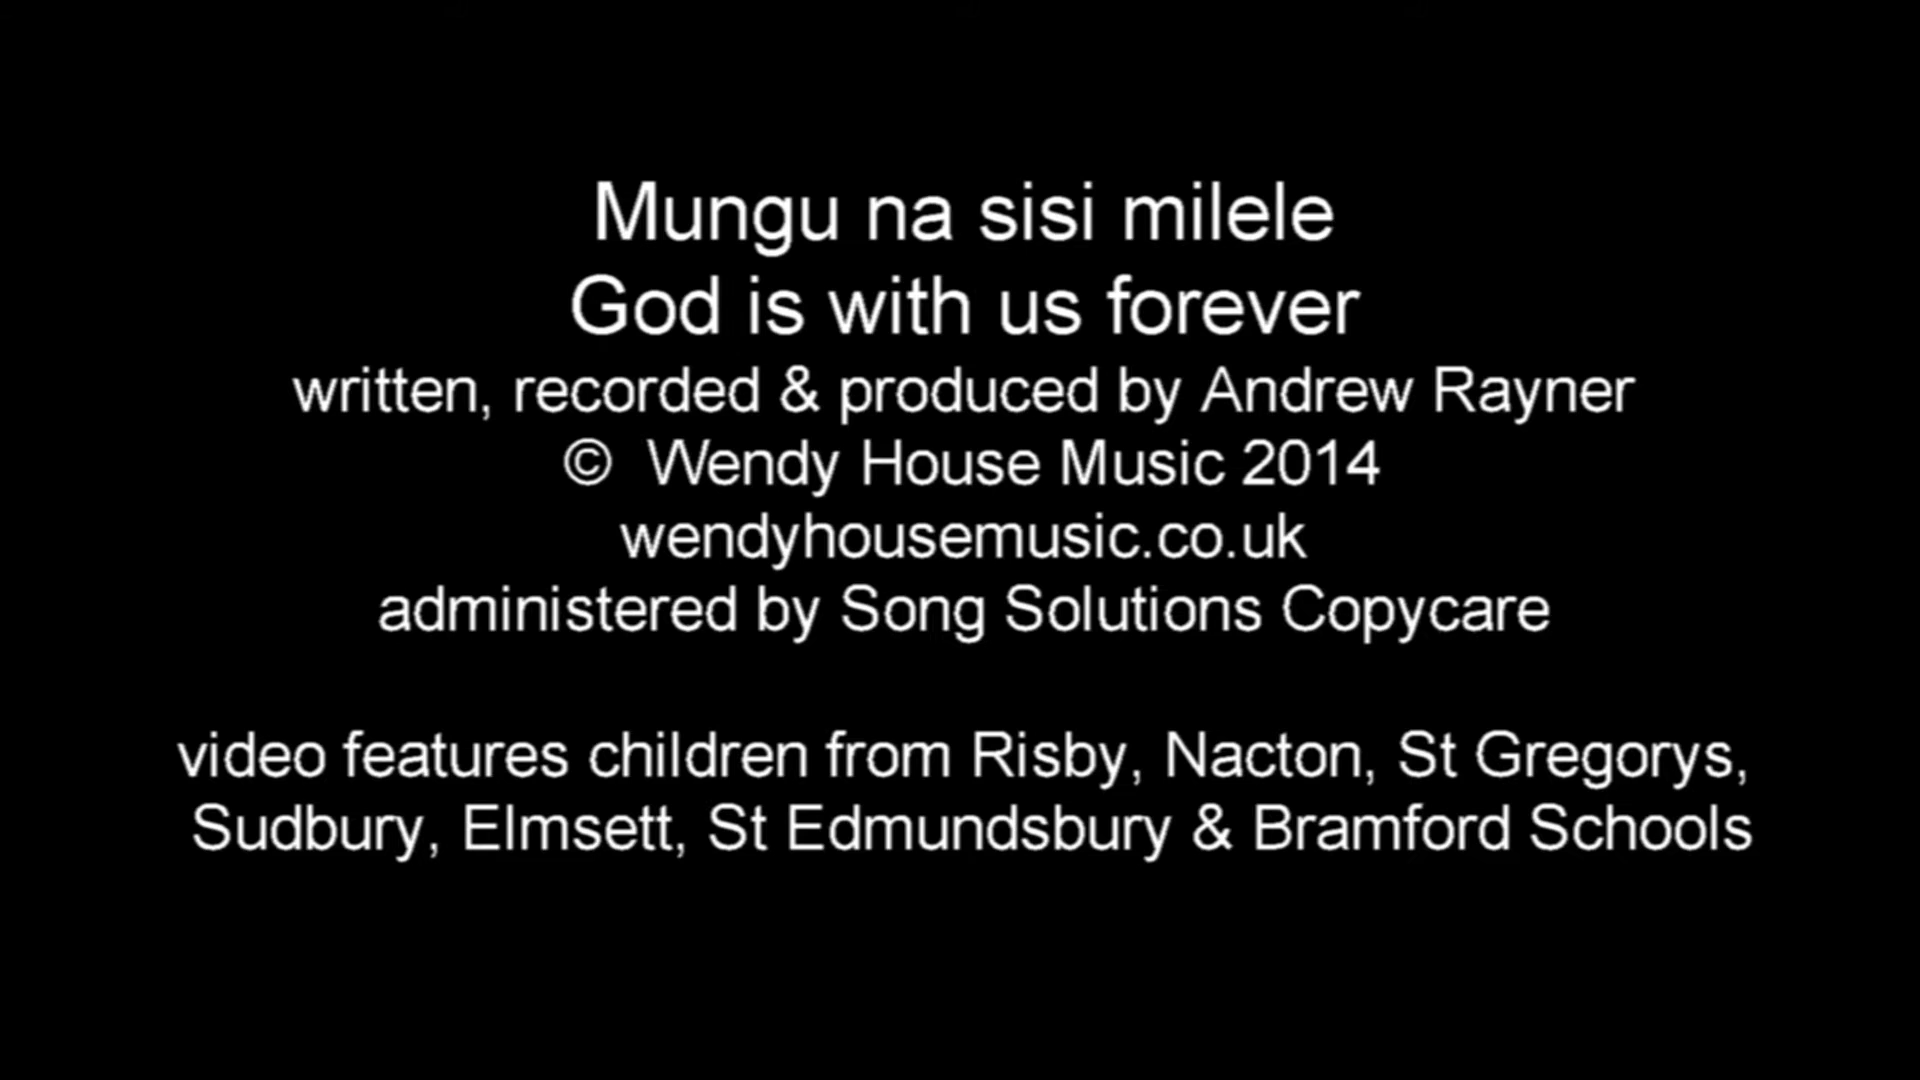 Mungu na sisi milele
God is with us forever
written, recorded & produced by Andrew Rayner
© Wendy House Music 2014
wendyhousemusic.co.uk
administered by Song Solutions Copycare
video features children from Risby, Nacton, St Gregorys,
Sudbury, Elmsett, St Edmundsbury & Bramford Schools